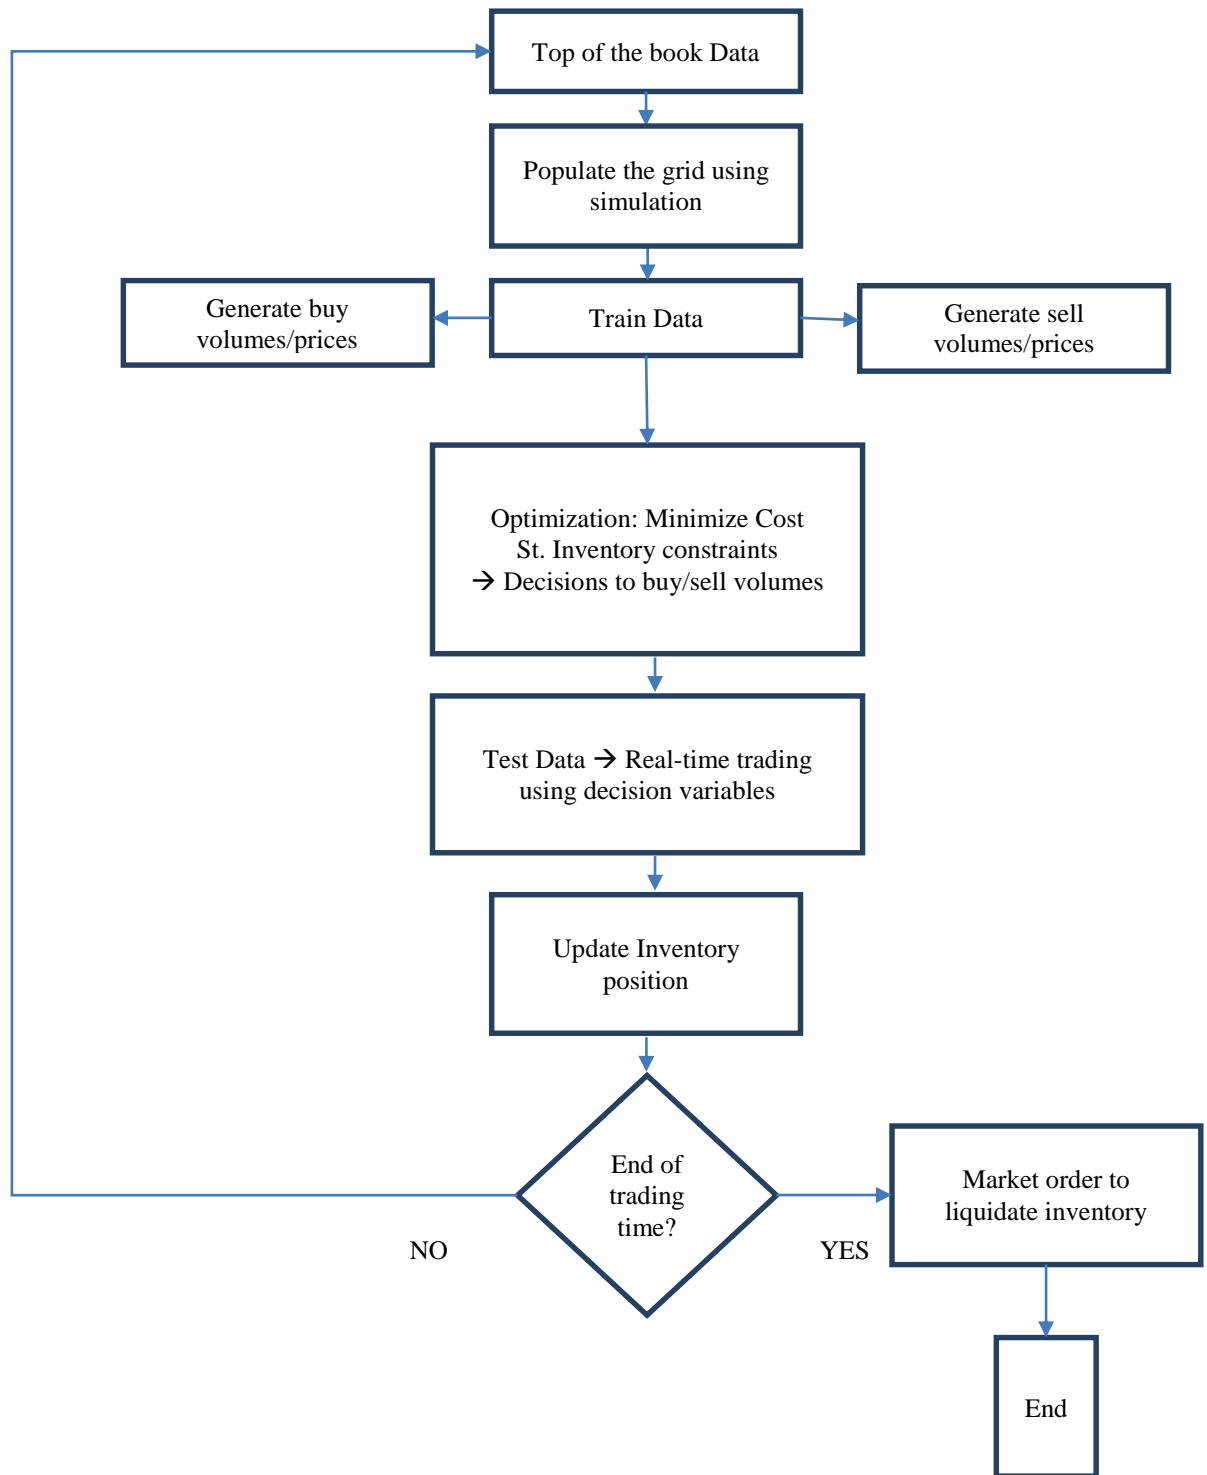 Top of the book Data
Populate the grid using
simulation
Generate buy
volumes/prices
Train Data
Generate sell
volumes/prices
Optimization: Minimize Cost
St. Inventory constraints
→ Decisions to buy/sell volumes
Test Data → Real-time trading
using decision variables
Update Inventory
position
End of
trading
time?
NO
YES
Market order to
liquidate inventory
End